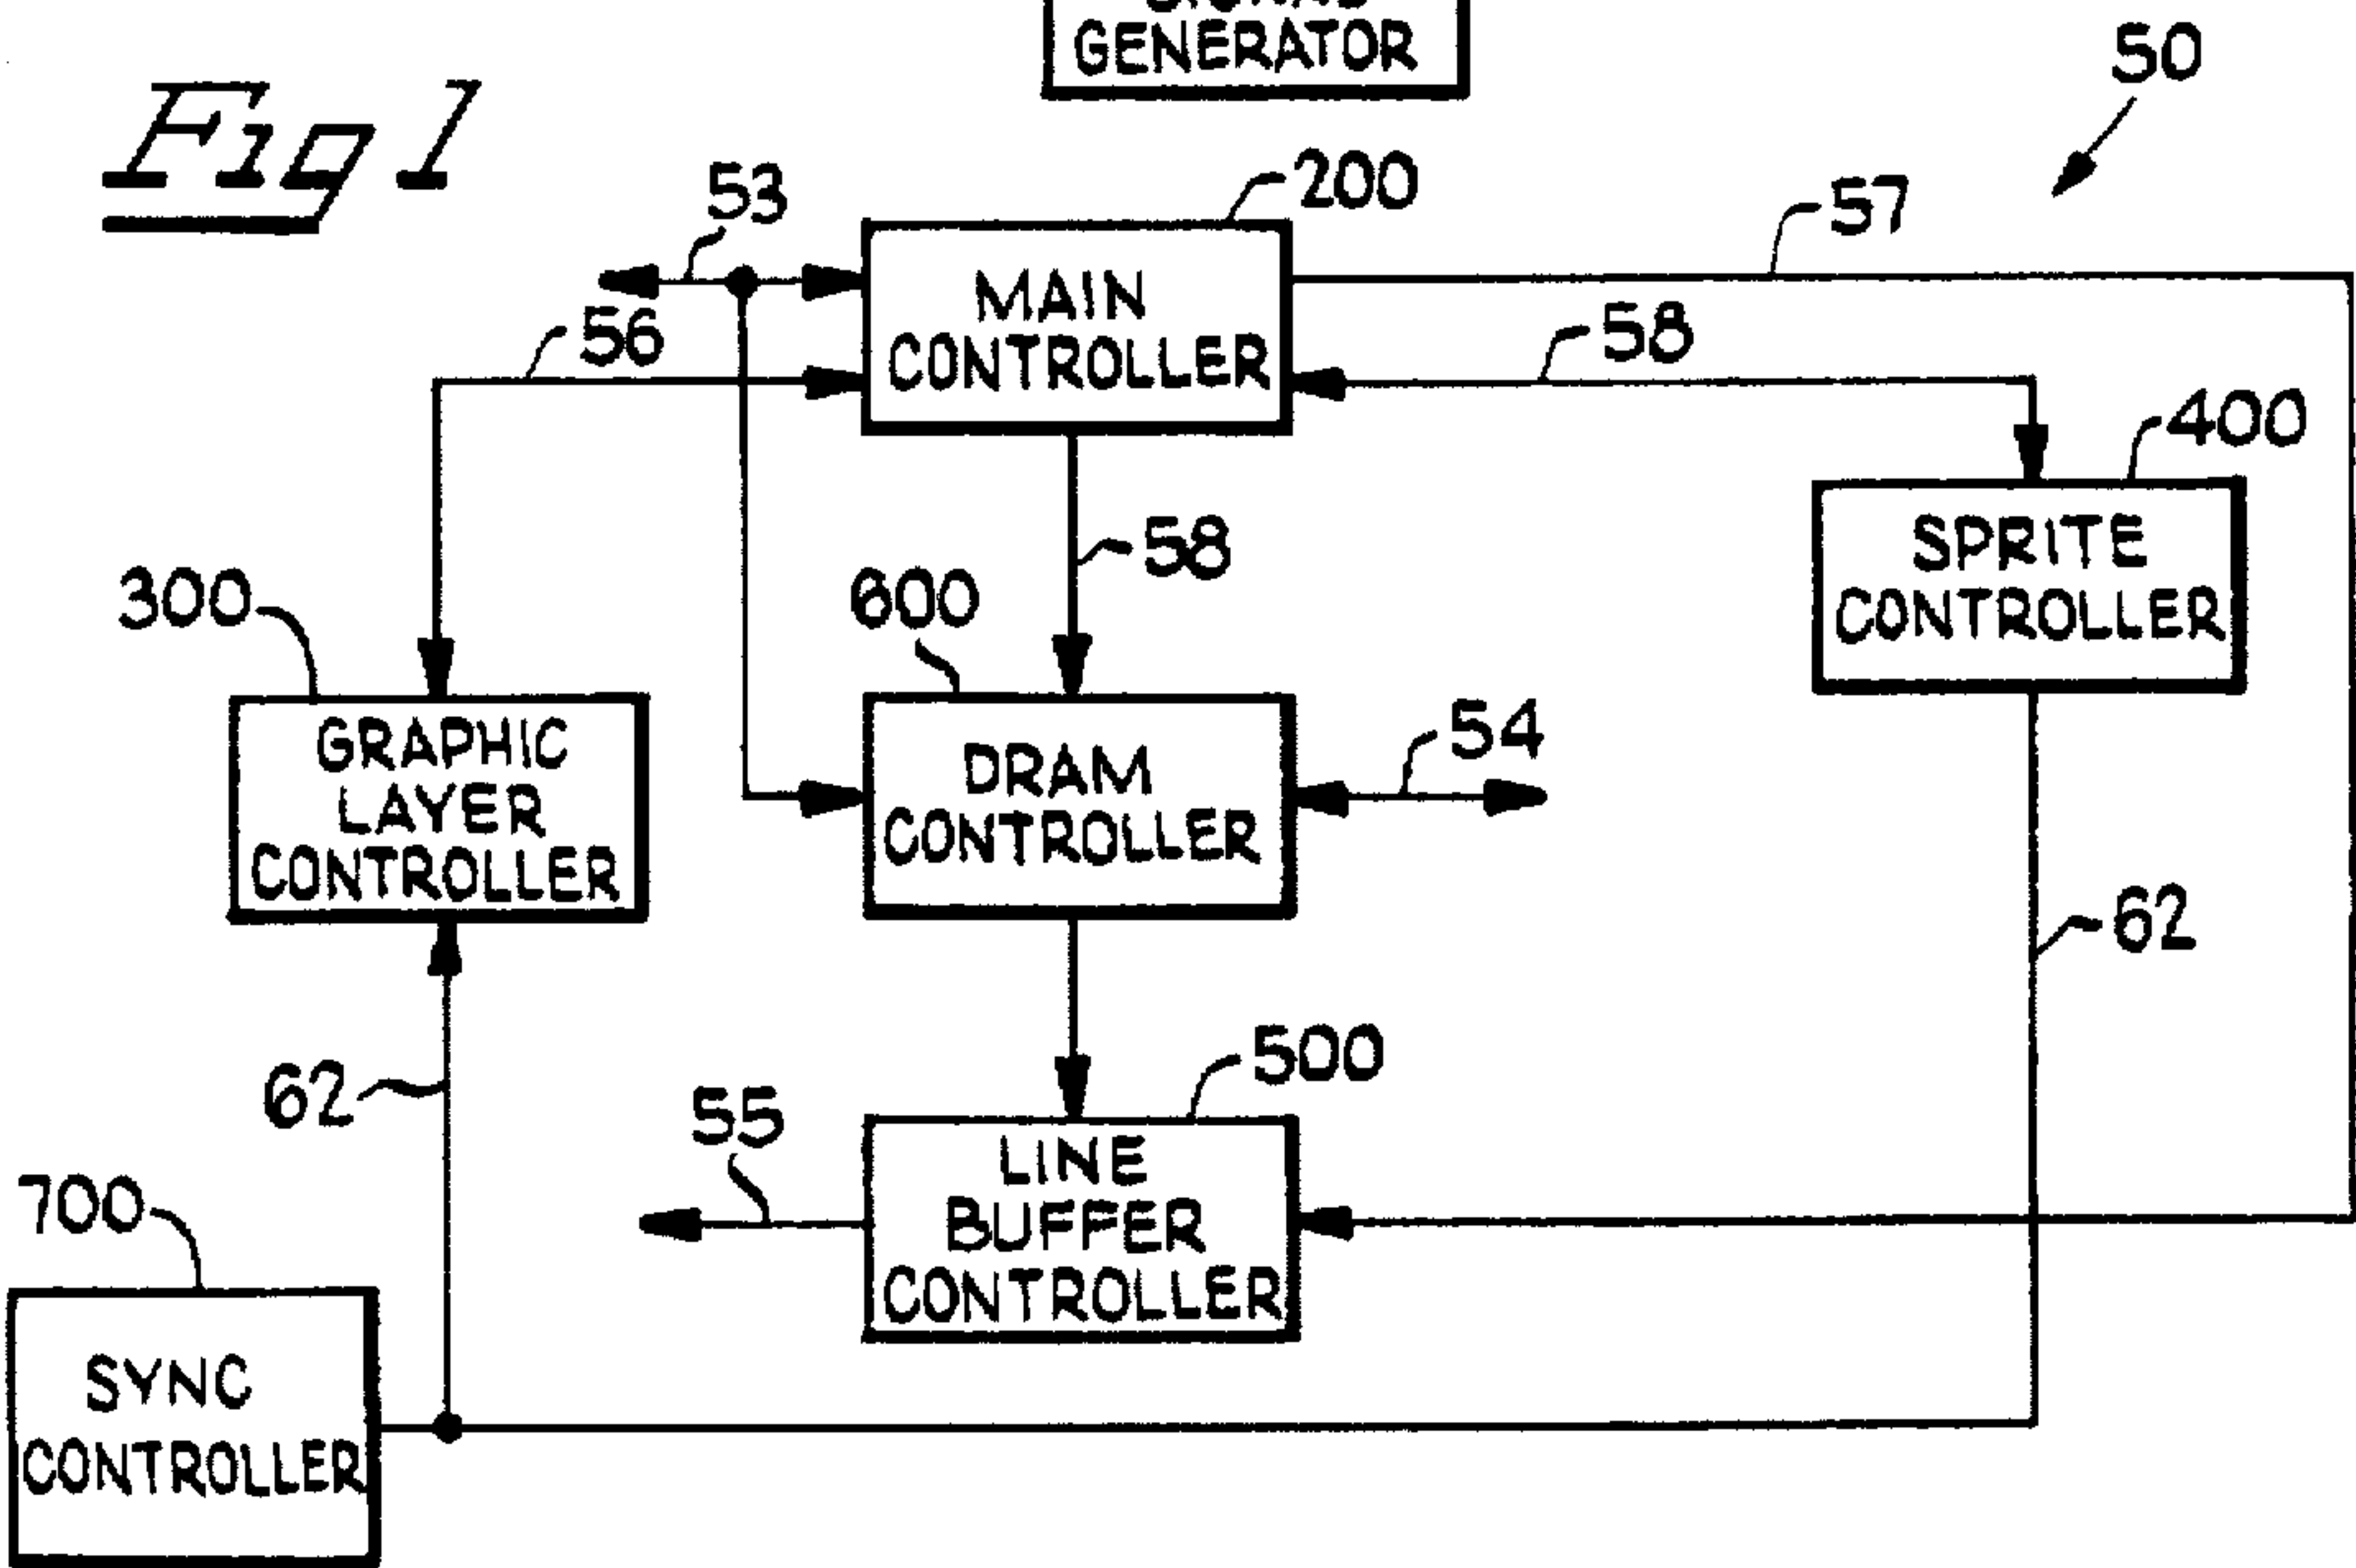 GENERATOR
50
Fig 1
53
200
57
56
MAIN
CONTROLLER
58
400
SPRITE
CONTROLLER
58
300
600
GRAPHIC
LAYER
CONTROLLER
DRAM
CONTROLLER
54
62
62
55
500
LINE
BUFFER
CONTROLLER
700
SYNC
CONTROLLER